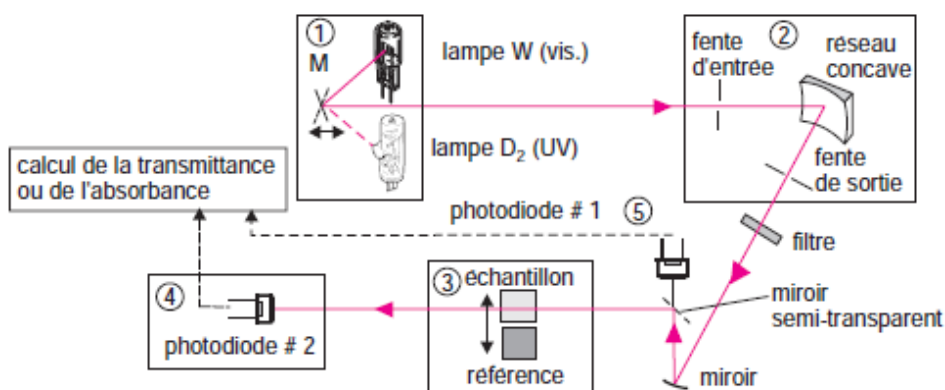 ①
M
lampe W (vis.)
lampe D₂ (UV)
②
fente
d'entrée
réseau
concave
fente
de sortie
filtre
miroir
semi-transparent
miroir
photodiode # 1 ⑤
③ échantillon
référence
④
photodiode # 2
calcul de la transmittance
ou de l'absorbance